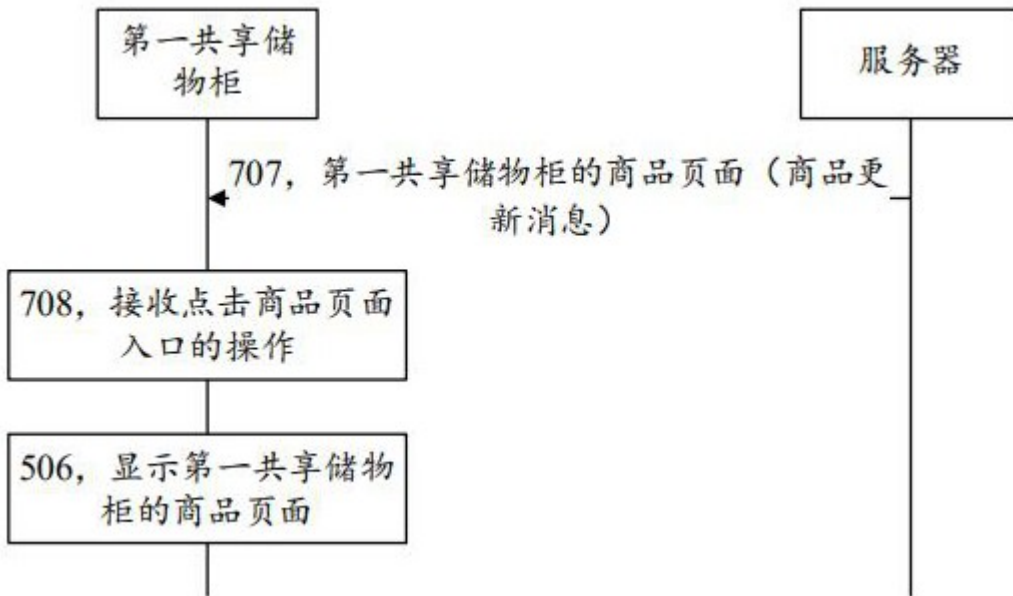 第一共享储
物柜
服务器
707，第一共享储物柜的商品页面（商品更
新消息）
708，接收点击商品页面
入口的操作
506，显示第一共享储物
柜的商品页面